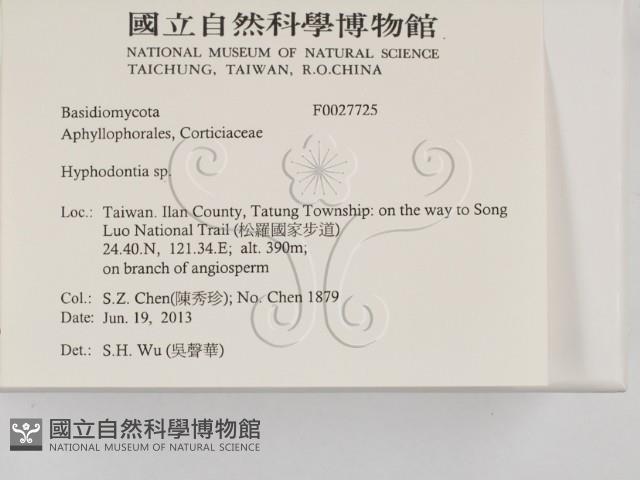 國立自然科學博物館
NATIONAL MUSEUM OF NATURAL SCIENCE
TAICHUNG, TAIWAN, R.O.CHINA
Basidiomycota F0027725
Aphyllophorales, Corticiaceae
Hyphodontia sp.
Loc.: Taiwan. Ilan County, Tatung Township: on the way to Song
Luo National Trail (松羅國家步道)
24.40.N, 121.34.E; alt. 390m;
on branch of angiosperm
Col.: S.Z. Chen(陳秀珍); No. Chen 1879
Date: Jun. 19, 2013
Det.: S.H. Wu (吳聲華)
國立自然科學博物館
NATIONAL MUSEUM OF NATURAL SCIENCE